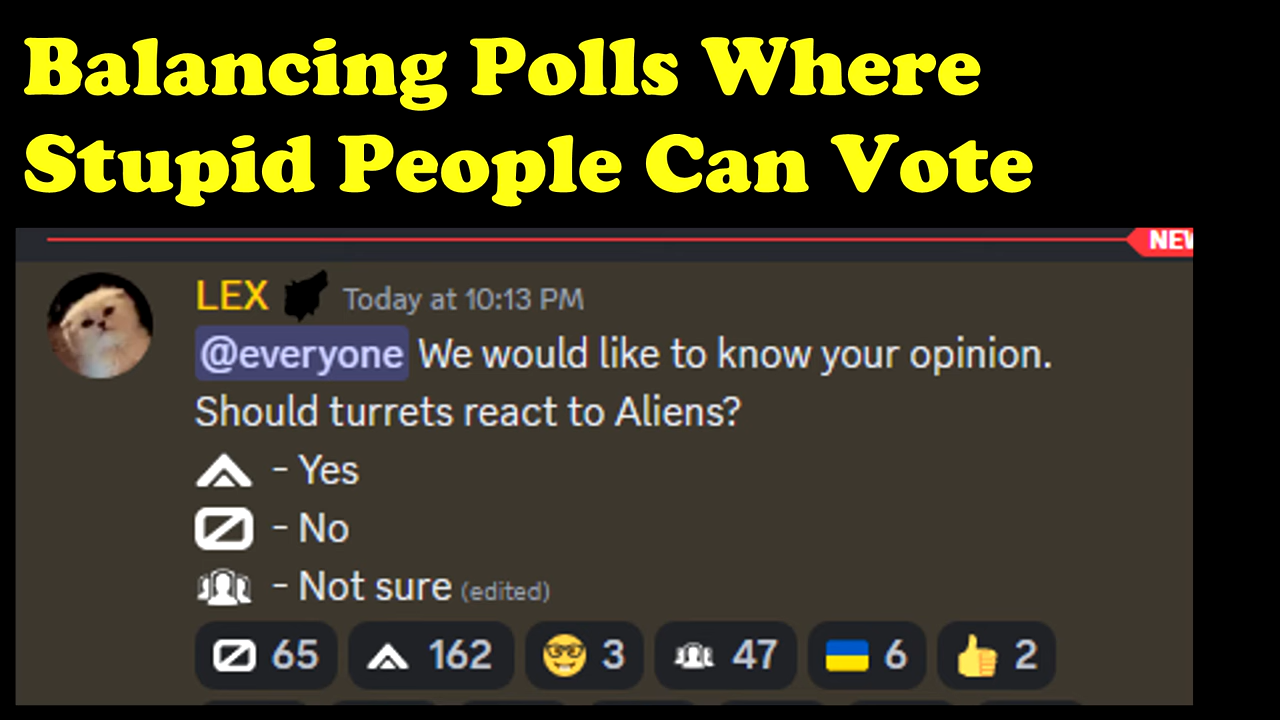 Balancing Polls Where
Stupid People Can Vote
NEW
LEX Today at 10:13 PM
@everyone We would like to know your opinion.
Should turrets react to Aliens?
- Yes
- No
- Not sure (edited)
65 162 3 47 6 2